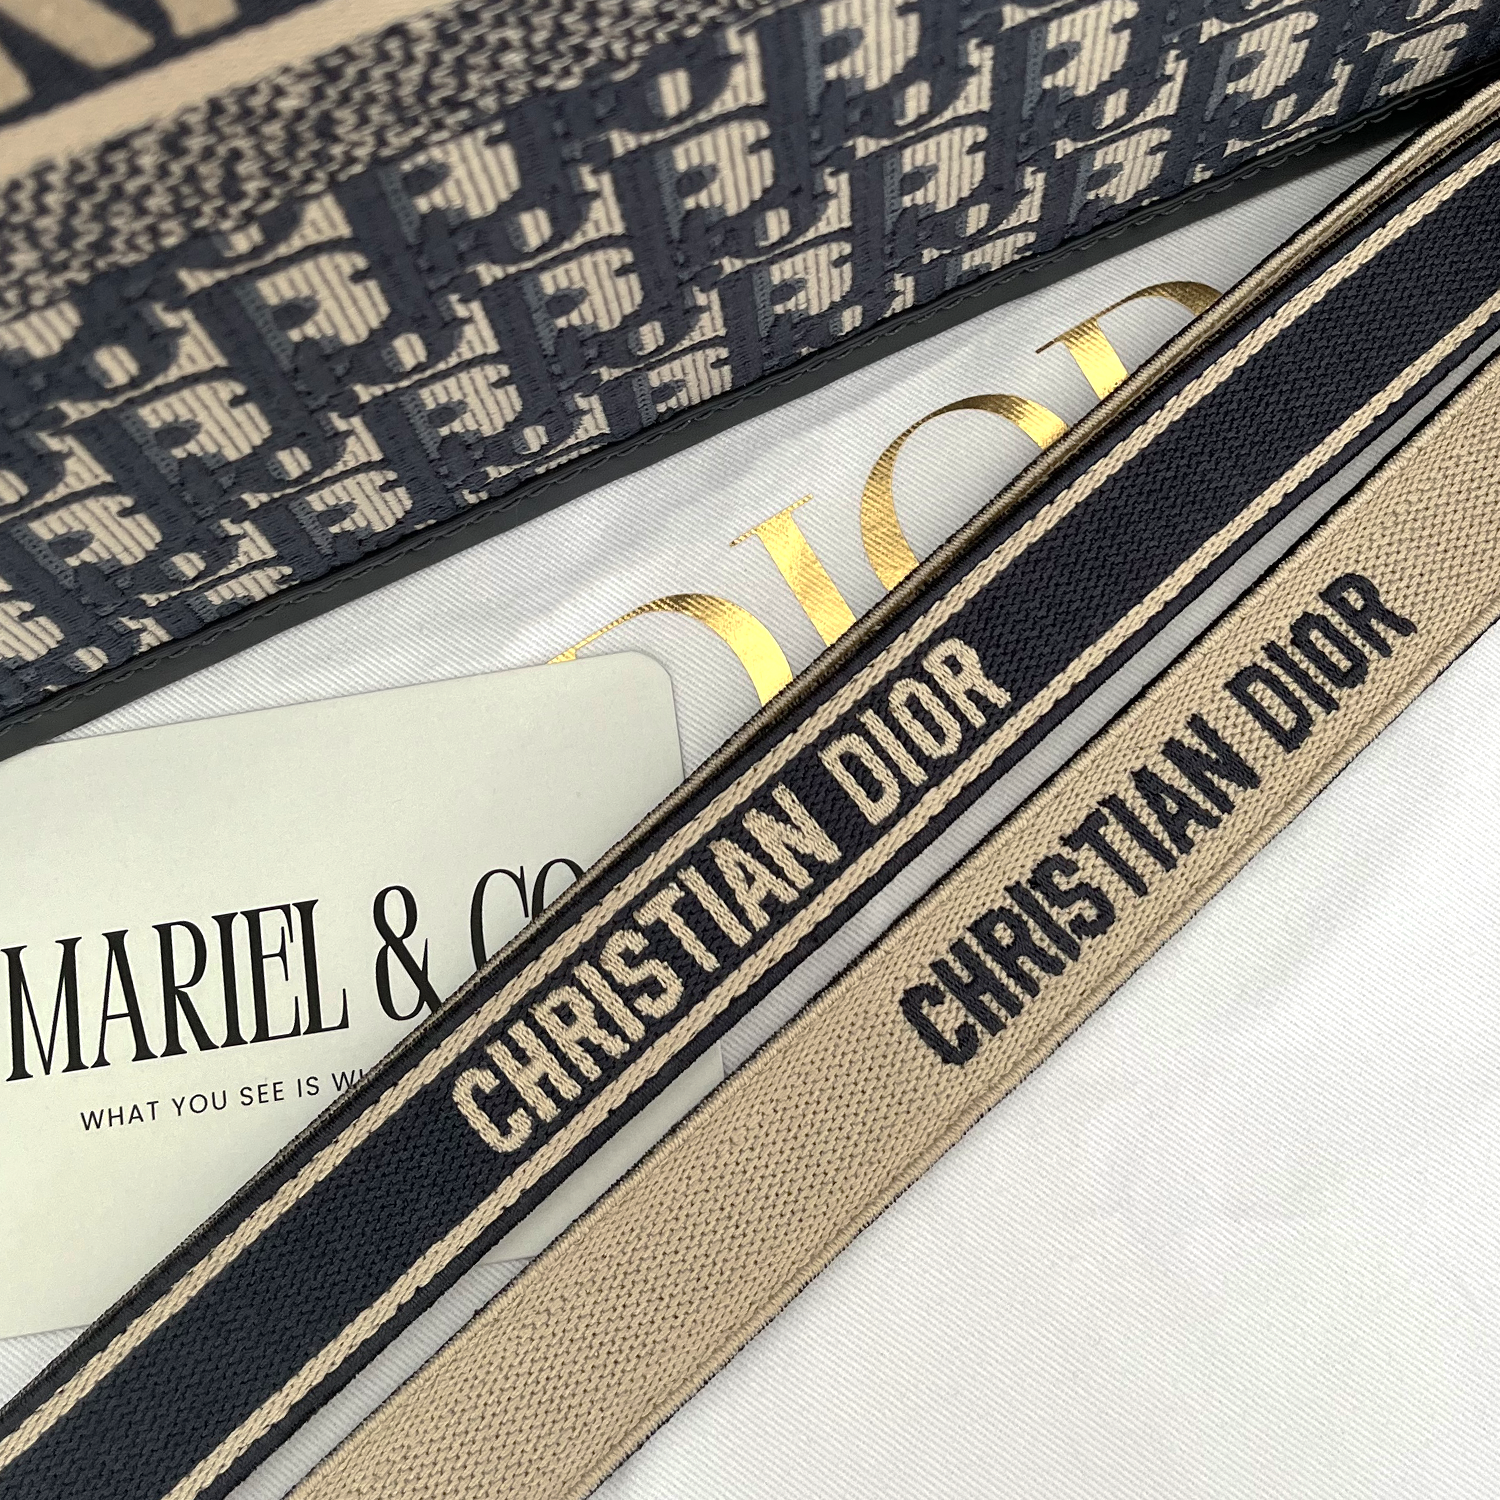 DIOR
MARIEL & CO
WHAT YOU SEE IS
CHRISTIAN DIOR
CHRISTIAN DIOR